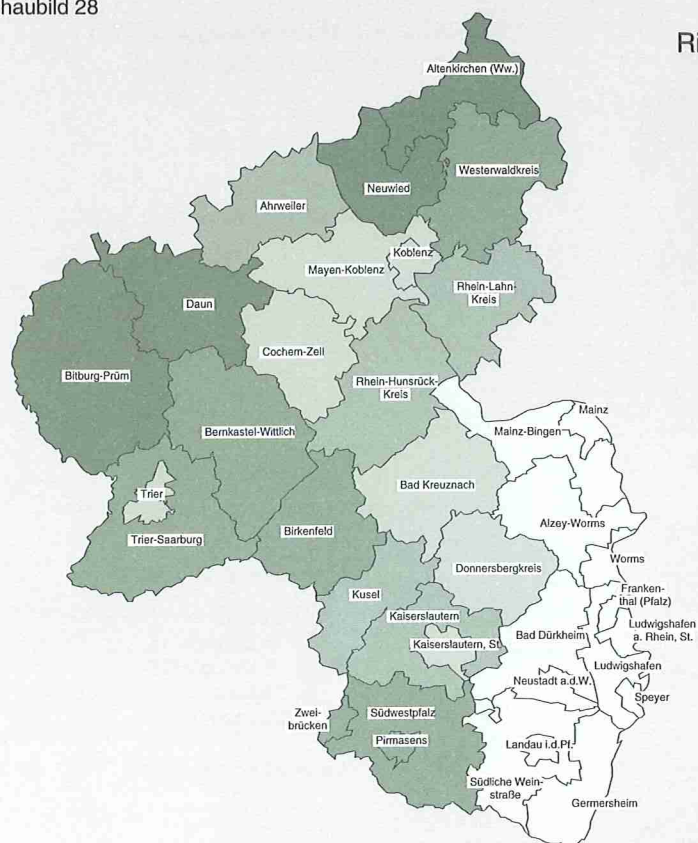 haubild 28
Ri
Altenkirchen (Ww.)
Westerwaldkreis
Neuwied
Ahrweiler
Koblenz
Mayen-Koblenz
Rhein-Lahn-
Kreis
Daun
Cochem-Zell
Bitburg-Prüm
Rhein-Hunsrück-
Kreis
Mainz
Mainz-Bingen
Bernkastel-Wittlich
Bad Kreuznach
Trier
Alzey-Worms
Trier-Saarburg
Birkenfeld
Worms
Donnersbergkreis
Kusel
Franken-
thal (Pfalz)
Kaiserslautern
Ludwigshafen
a. Rhein, St.
Bad Dürkheim
Kaiserslautern, St.
Ludwigshafen
Neustadt a.d.W.
Speyer
Zwei-
brücken
Südwestpfalz
Pirmasens
Landau i.d.Pf.
Südliche Wein-
straße
Germersheim